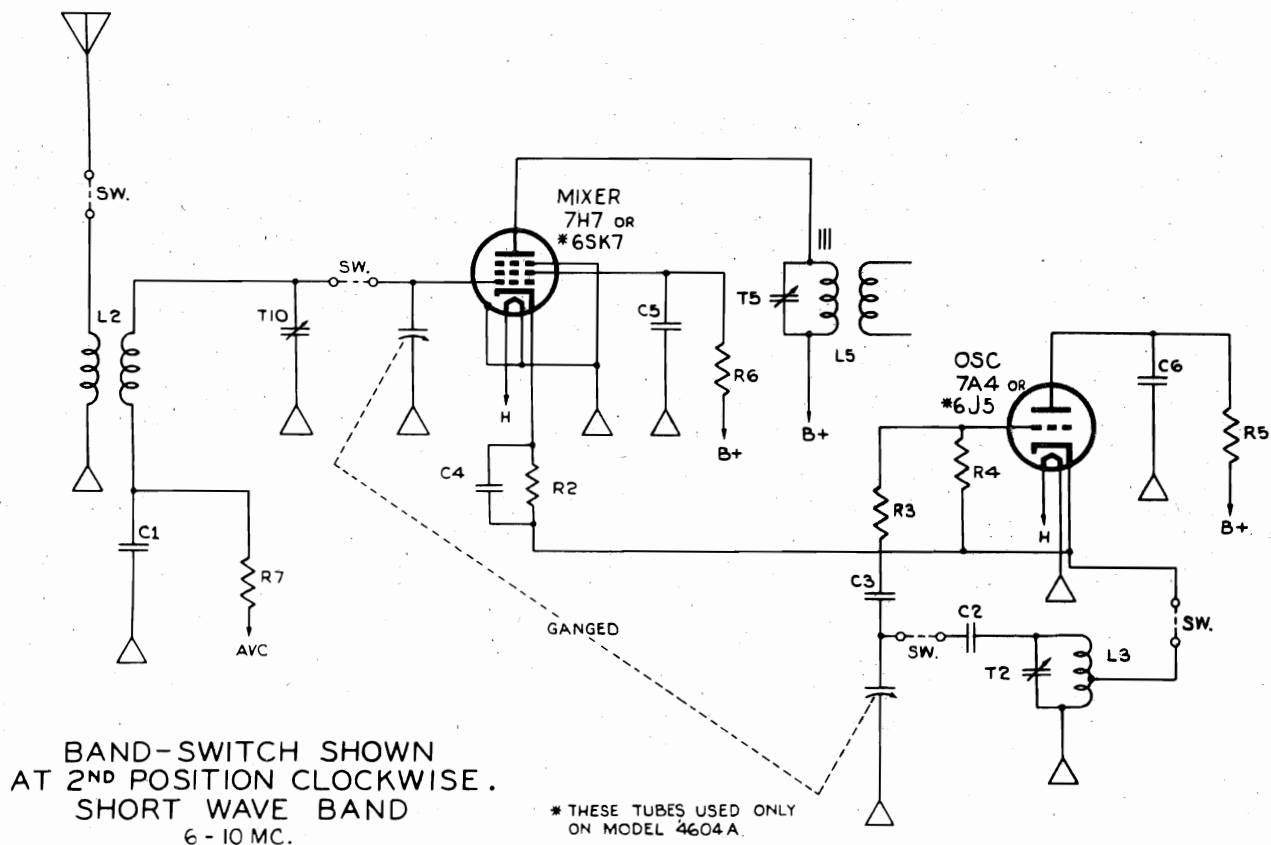 SW.
MIXER
7H7 OR
*6SK7
SW.
L2
T10
C5
T5
R6
L5
OSC
7A4 OR
*6J5
C6
R5
H
B+
B+
C4
R2
R4
R3
H
B+
C1
R7
AVC
C3
GANGED
SW.
C2
SW.
T2
L3
BAND-SWITCH SHOWN
AT 2ND POSITION CLOCKWISE.
SHORT WAVE BAND
6-10 MC.
* THESE TUBES USED ONLY
ON MODEL 4604A